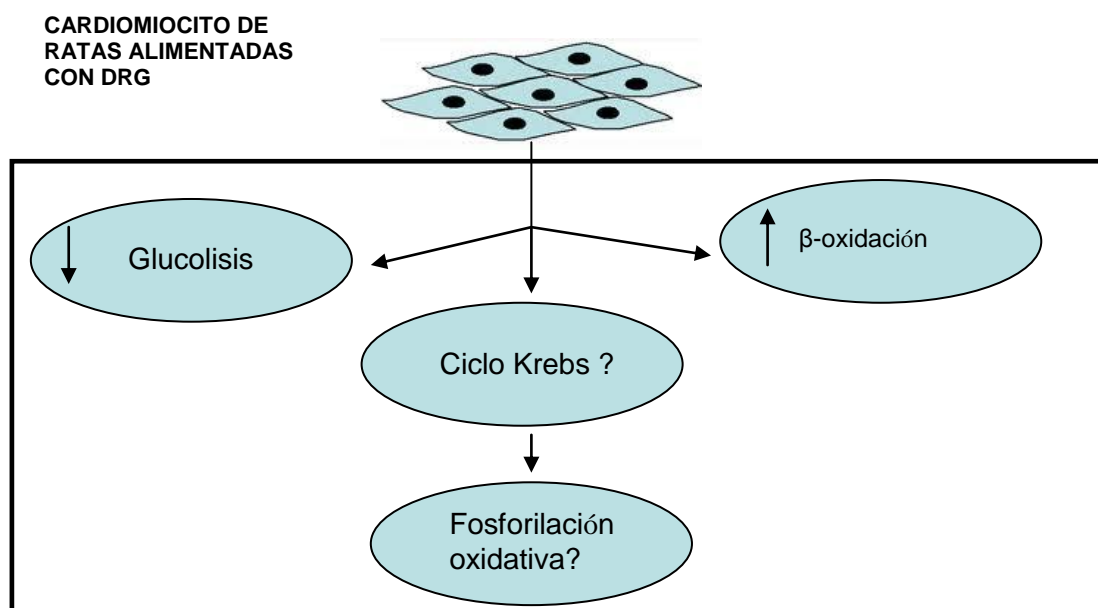 CARDIOMIOCITO DE
RATAS ALIMENTADAS
CON DRG
Glucolisis
β-oxidación
Ciclo Krebs ?
Fosforilación
oxidativa?